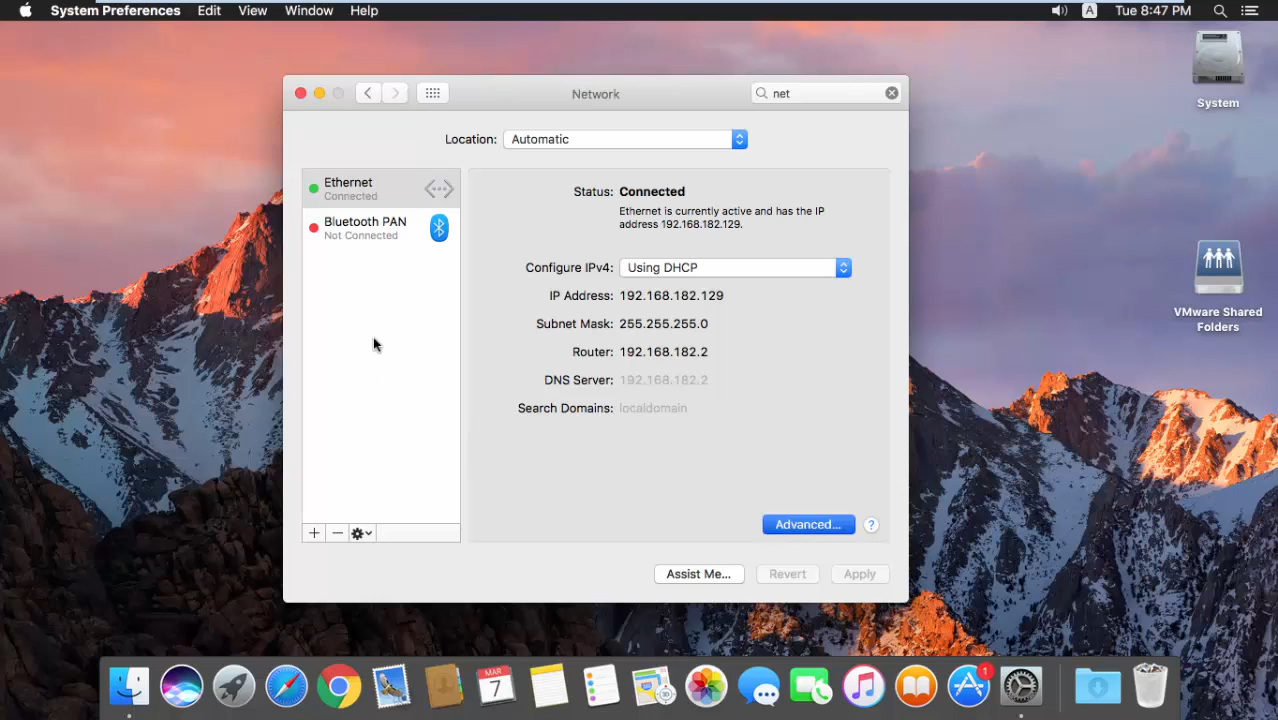 System Preferences Edit View Window Help
A Tue 8:47 PM
Network
net
System
Location: Automatic
Ethernet
Connected
Bluetooth PAN
Not Connected
Status: Connected
Ethernet is currently active and has the IP
address 192.168.182.129.
Configure IPv4: Using DHCP
IP Address: 192.168.182.129
Subnet Mask: 255.255.255.0
Router: 192.168.182.2
DNS Server: 192.168.182.2
Search Domains: localdomain
VMware Shared
Folders
Advanced... ?
Assist Me... Revert Apply
MAR
7
1